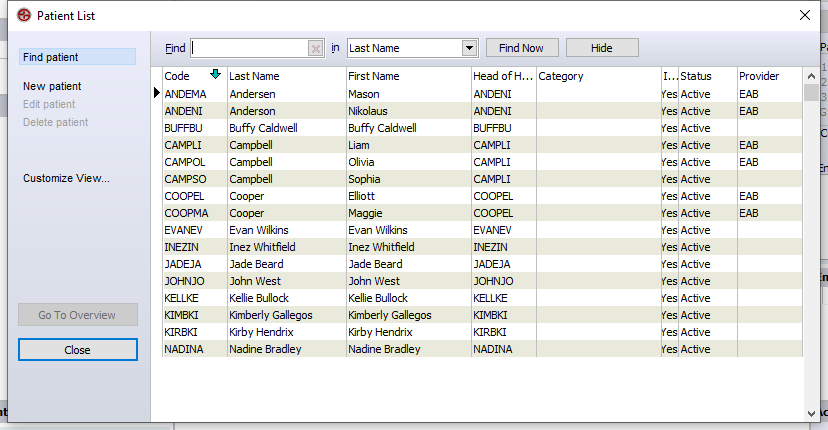 Patient List
Find patient
New patient
Edit patient
Delete patient
Customize View...
Go To Overview
Close
Find in Last Name Find Now Hide
Code Last Name First Name Head of H... Category I... Status Provider
ANDEMA Andersen Mason ANDENI Yes Active EAB
ANDENI Anderson Nikolaus ANDENI Yes Active EAB
BUFFBU Buffy Caldwell Buffy Caldwell BUFFBU Yes Active
CAMPLI Campbell Liam CAMPLI Yes Active EAB
CAMPOL Campbell Olivia CAMPLI Yes Active EAB
CAMPSO Campbell Sophia CAMPLI Yes Active
COOPEL Cooper Elliott COOPEL Yes Active EAB
COOPMA Cooper Maggie COOPEL Yes Active EAB
EVANEV Evan Wilkins Evan Wilkins EVANEV Yes Active
INEZIN Inez Whitfield Inez Whitfield INEZIN Yes Active
JADEJA Jade Beard Jade Beard JADEJA Yes Active
JOHNJO John West John West JOHNJO Yes Active
KELLKE Kellie Bullock Kellie Bullock KELLKE Yes Active
KIMBKI Kimberly Gallegos Kimberly Gallegos KIMBKI Yes Active
KIRBKI Kirby Hendrix Kirby Hendrix KIRBKI Yes Active
NADINA Nadine Bradley Nadine Bradley NADINA Yes Active